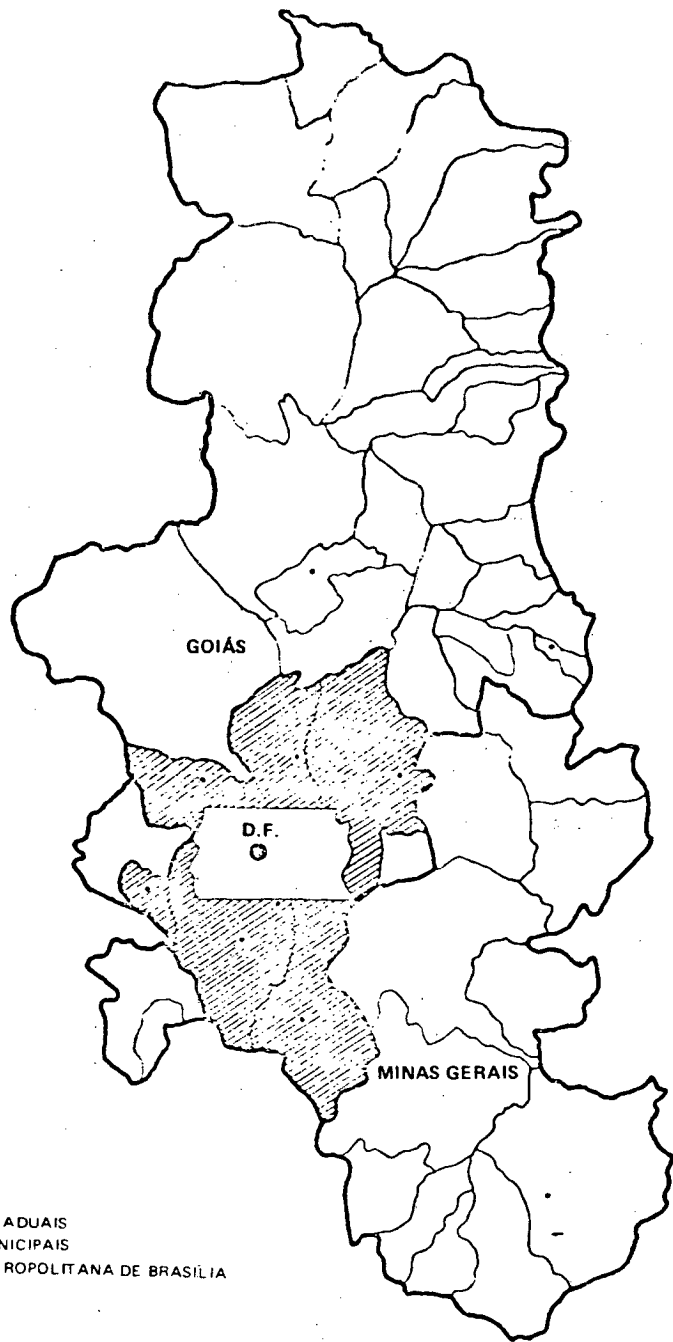 GOIÁS
D.F.
MINAS GERAIS
ADUAIS
NICIPAIS
ROPOLITANA DE BRASÍLIA